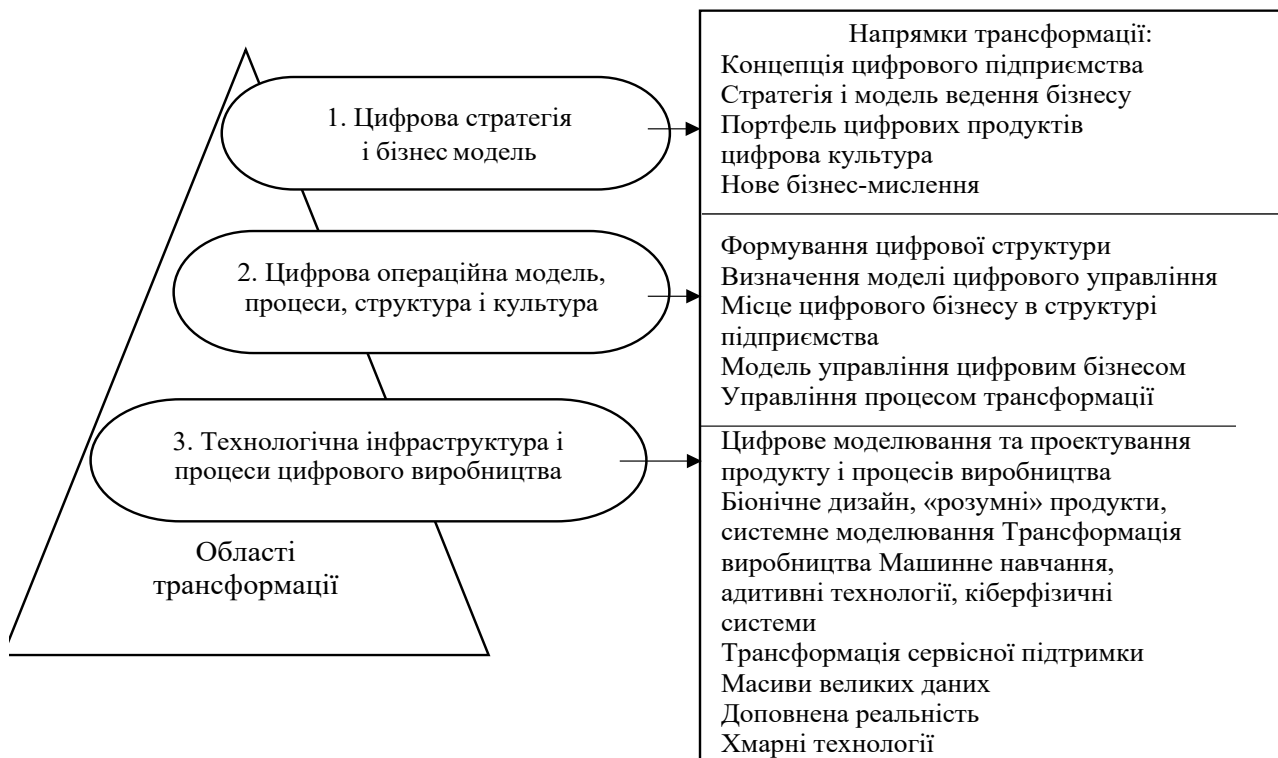 1. Цифрова стратегія
і бізнес модель
2. Цифрова операційна модель,
процеси, структура і культура
3. Технологічна інфраструктура і
процеси цифрового виробництва
Області
трансформації
Напрямки трансформації:
Концепція цифрового підприємства
Стратегія і модель ведення бізнесу
Портфель цифрових продуктів
цифрова культура
Нове бізнес-мислення
Формування цифрової структури
Визначення моделі цифрового управління
Місце цифрового бізнесу в структурі
підприємства
Модель управління цифровим бізнесом
Управління процесом трансформації
Цифрове моделювання та проектування
продукту і процесів виробництва
Біонічне дизайн, «розумні» продукти,
системне моделювання Трансформація
виробництва Машинне навчання,
адитивні технології, кіберфізичні
системи
Трансформація сервісної підтримки
Масиви великих даних
Доповнена реальність
Хмарні технології